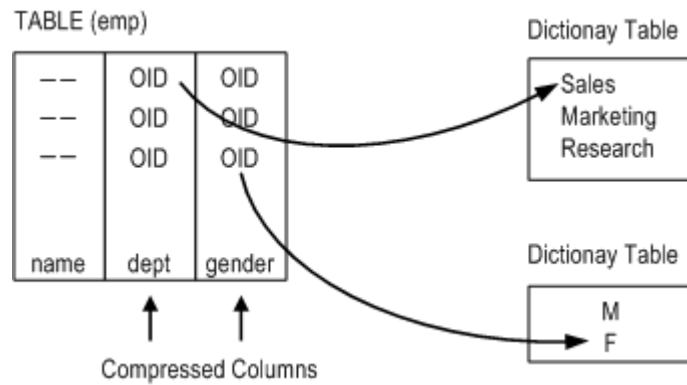 TABLE (emp)
Dictionay Table
—— OID OID
—— OID OID
—— OID OID
name dept gender
Compressed Columns
Sales
Marketing
Research
Dictionay Table
M
F